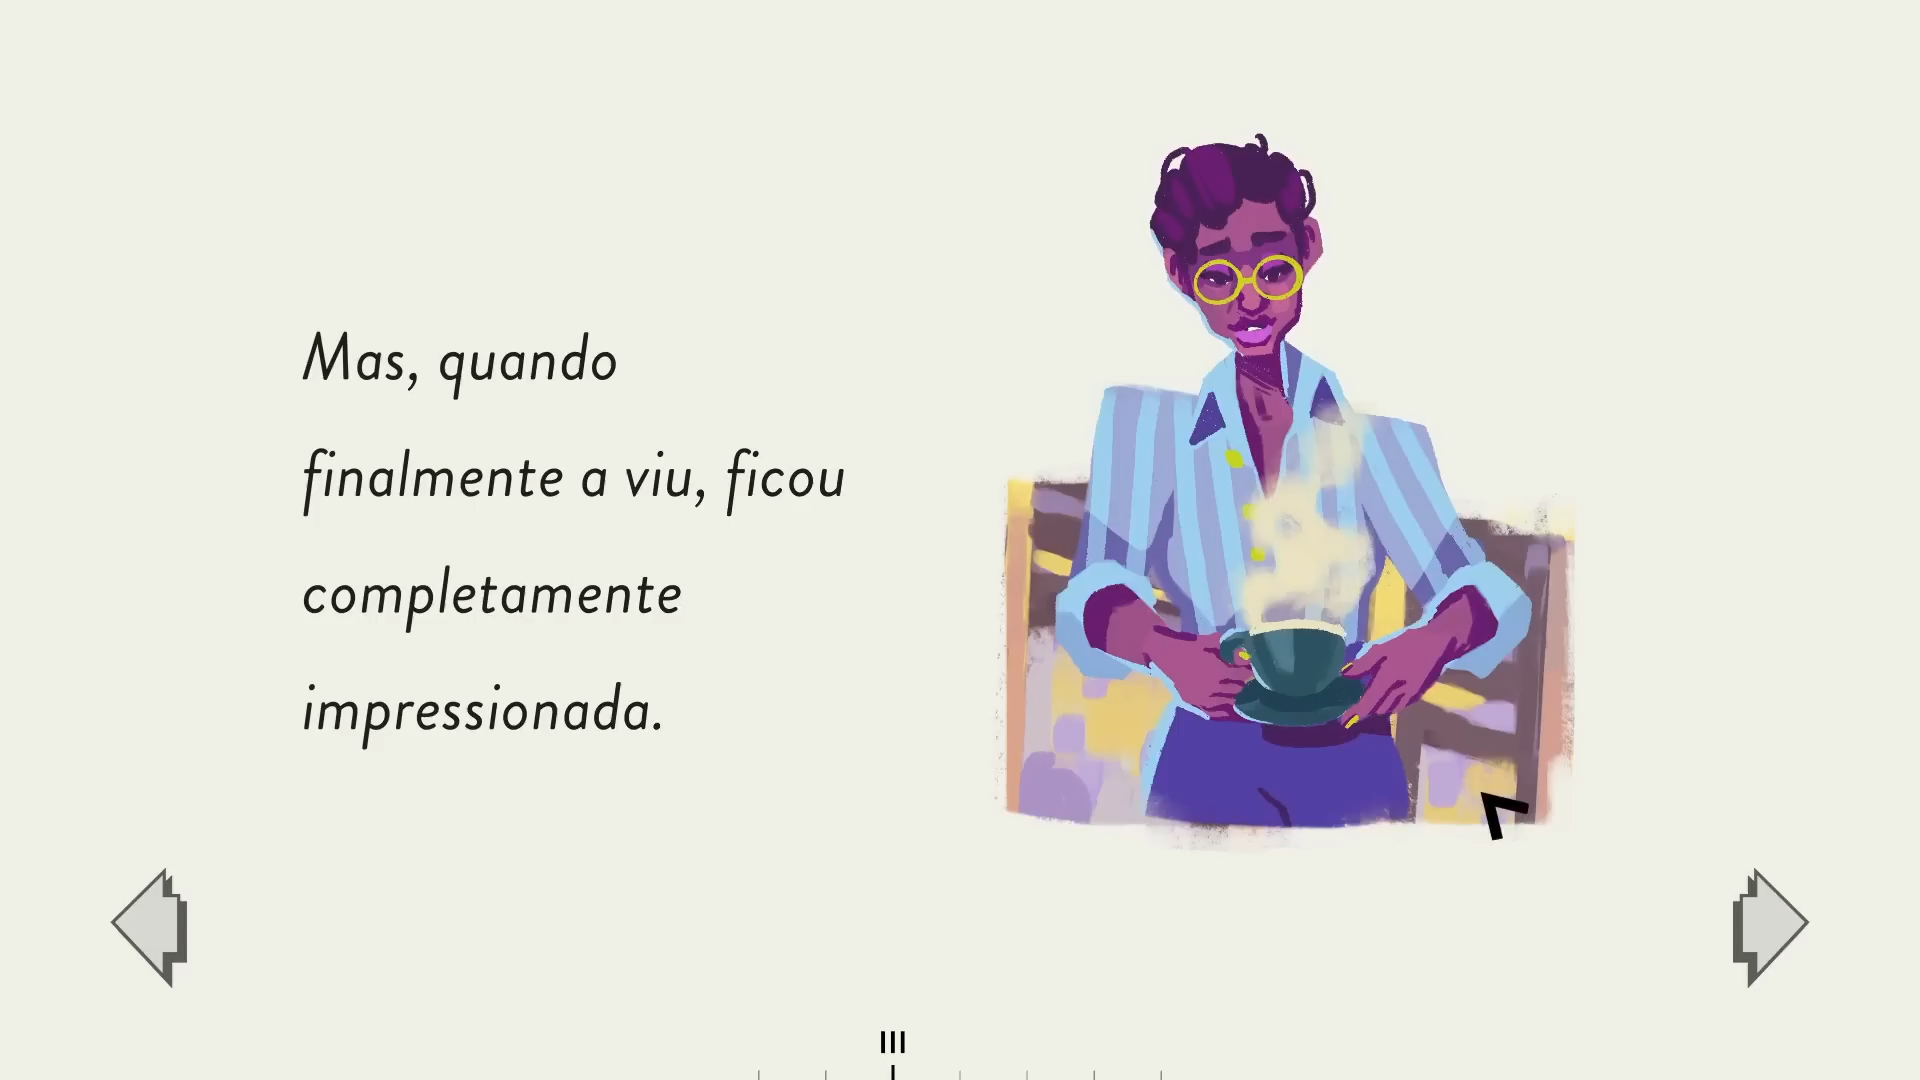 Mas, quando
finalmente a viu, ficou
completamente
impressionada.
III